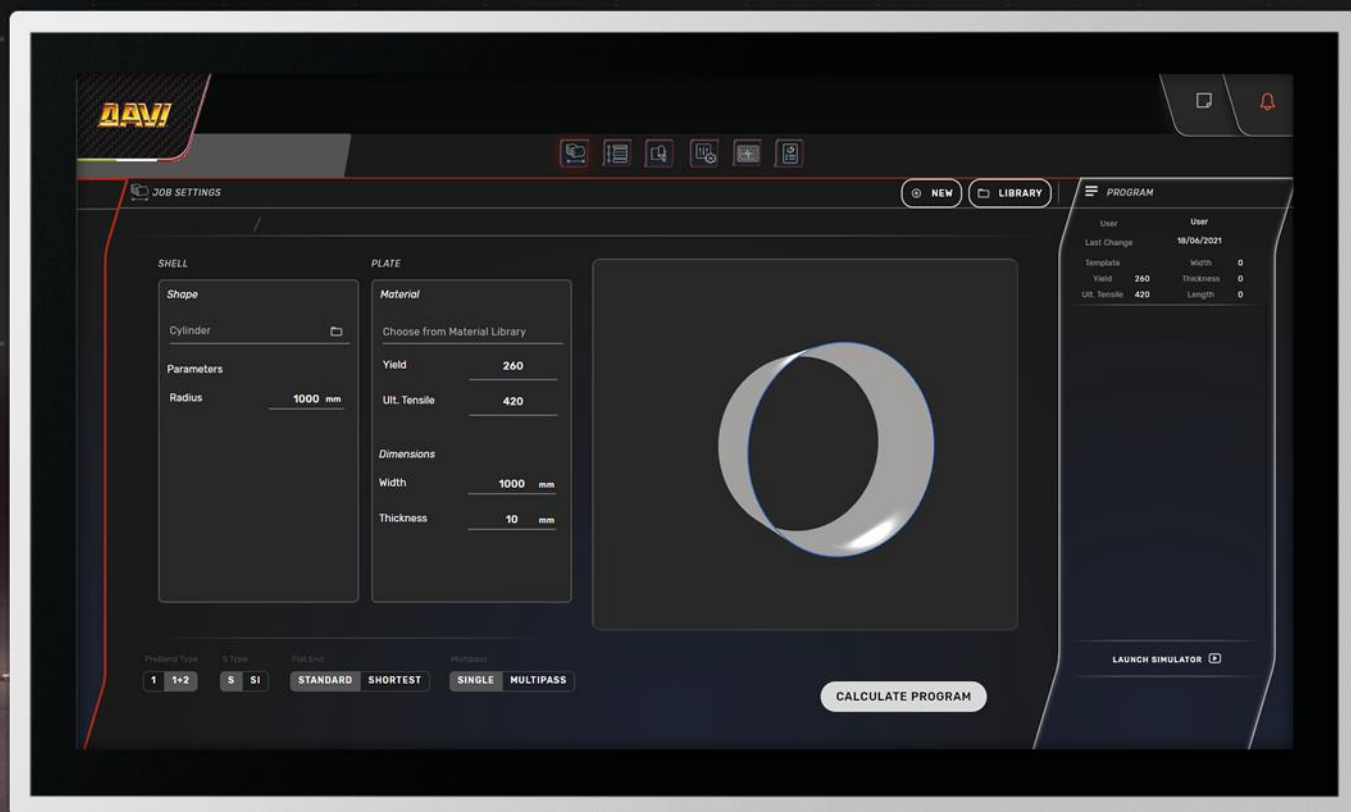 DAVI
JOB SETTINGS
NEW
LIBRARY
PROGRAM
User User
Last Change 18/06/2021
Template Width 0
Yield 260 Thickness 0
Ult. Tensile 420 Length 0
SHELL
Shape
Cylinder
Parameters
Radius 1000 mm
PLATE
Material
Choose from Material Library
Yield 260
Ult. Tensile 420
Dimensions
Width 1000 mm
Thickness 10 mm
PreBend Type S Type Flat End Multipass
1 1+2 S SI STANDARD SHORTEST SINGLE MULTIPASS
CALCULATE PROGRAM
LAUNCH SIMULATOR